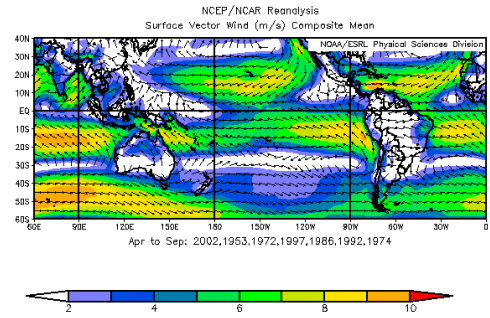 NCEP/NCAR Reanalysis
Surface Vector Wind (m/s) Composite Mean
NOAA/ESRL Physical Sciences Division
40N
30N
20N
10N
EQ
10S
20S
30S
40S
50S
60S
60E 90E 120E 150E 180 150W 120W 90W 60W 30W 0
Apr to Sep: 2002,1953,1972,1997,1986,1992,1974
2 4 6 8 10